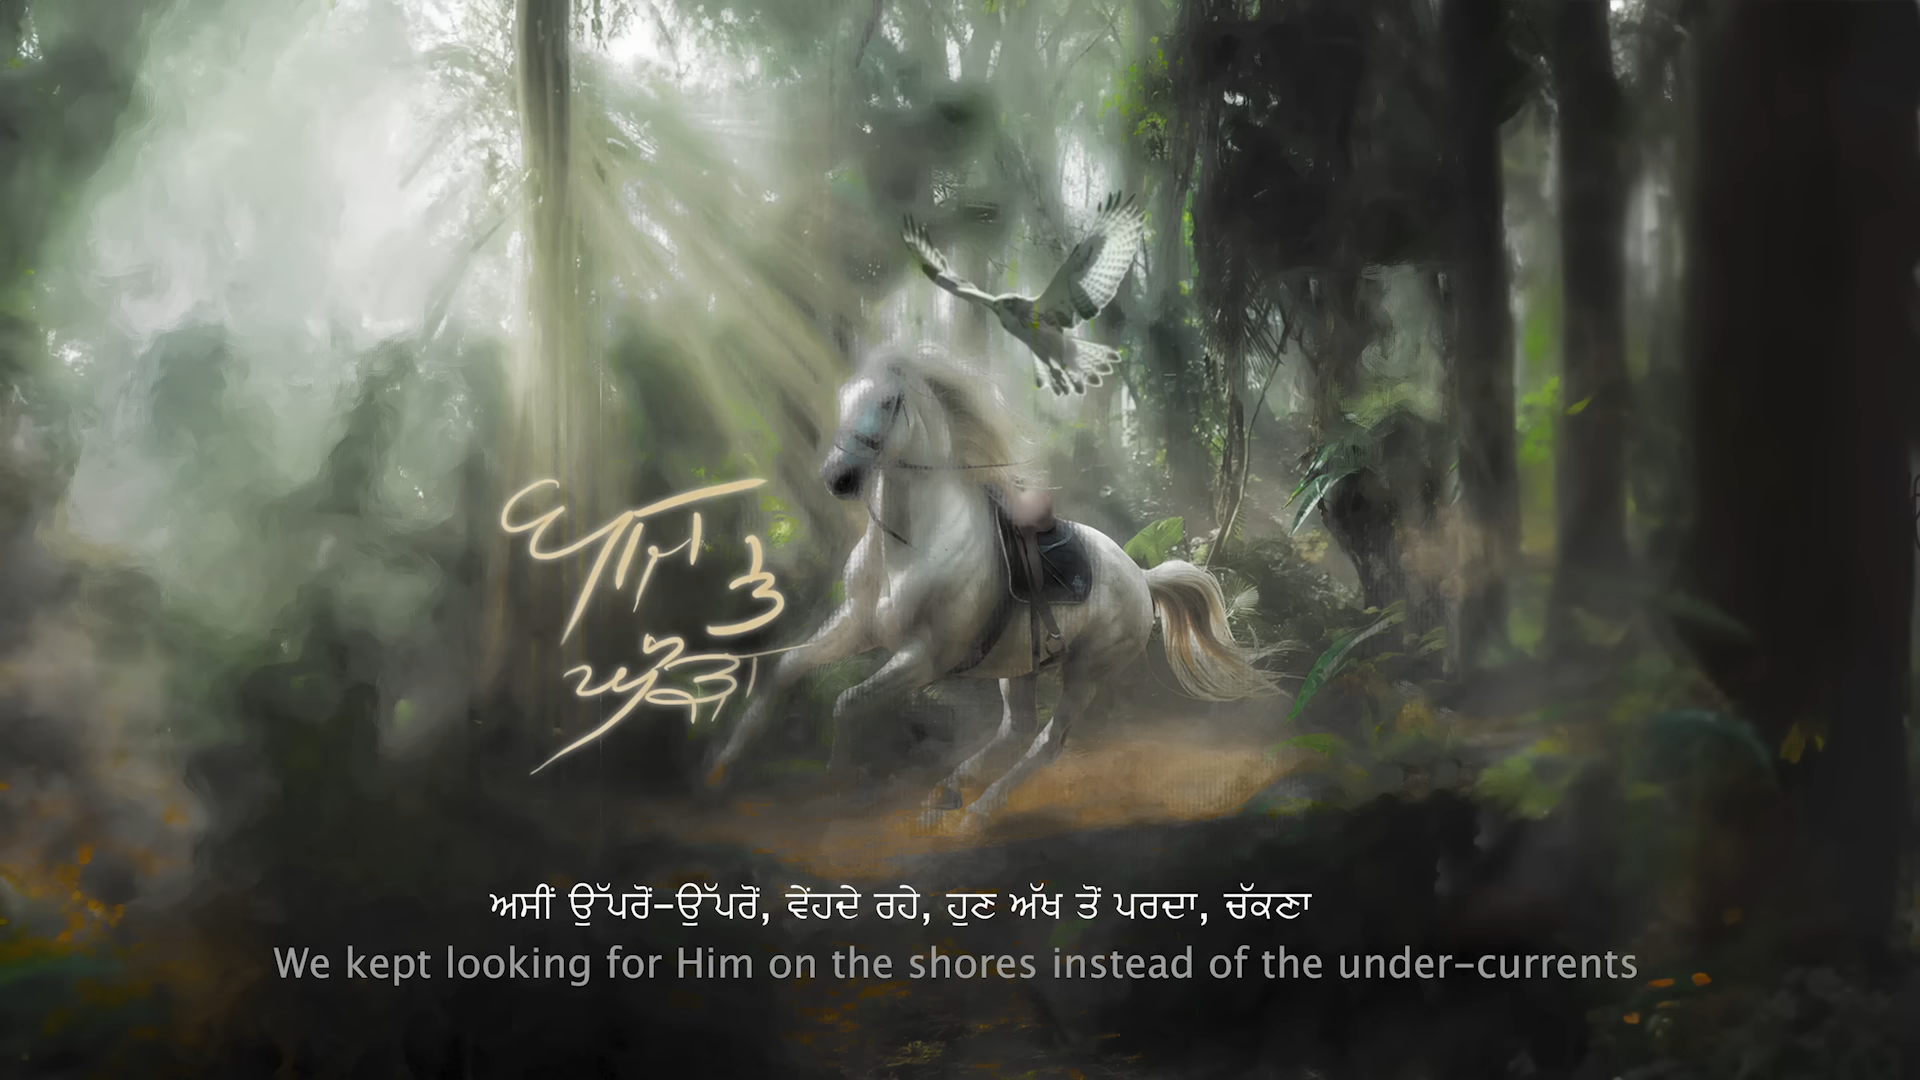 ਅਸੀਂ ਉੱਪਰੋਂ-ਉੱਪਰੋਂ, ਵੇਂਹਦੇ ਰਹੇ, ਹੁਣ ਅੱਖ ਤੋਂ ਪਰਦਾ, ਚੱਕਣਾ
We kept looking for Him on the shores instead of the under-currents